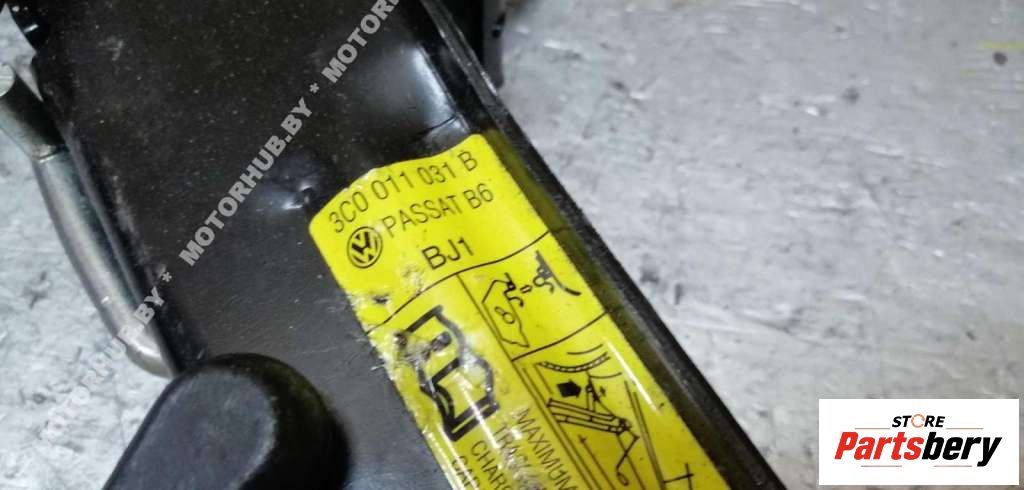 MOTORHUB.BY * MOTORHUB.BY * MOTOR
3C0 011 031 B
PASSAT B6
BJ1
MAXIMUM
STORE
Partsbery